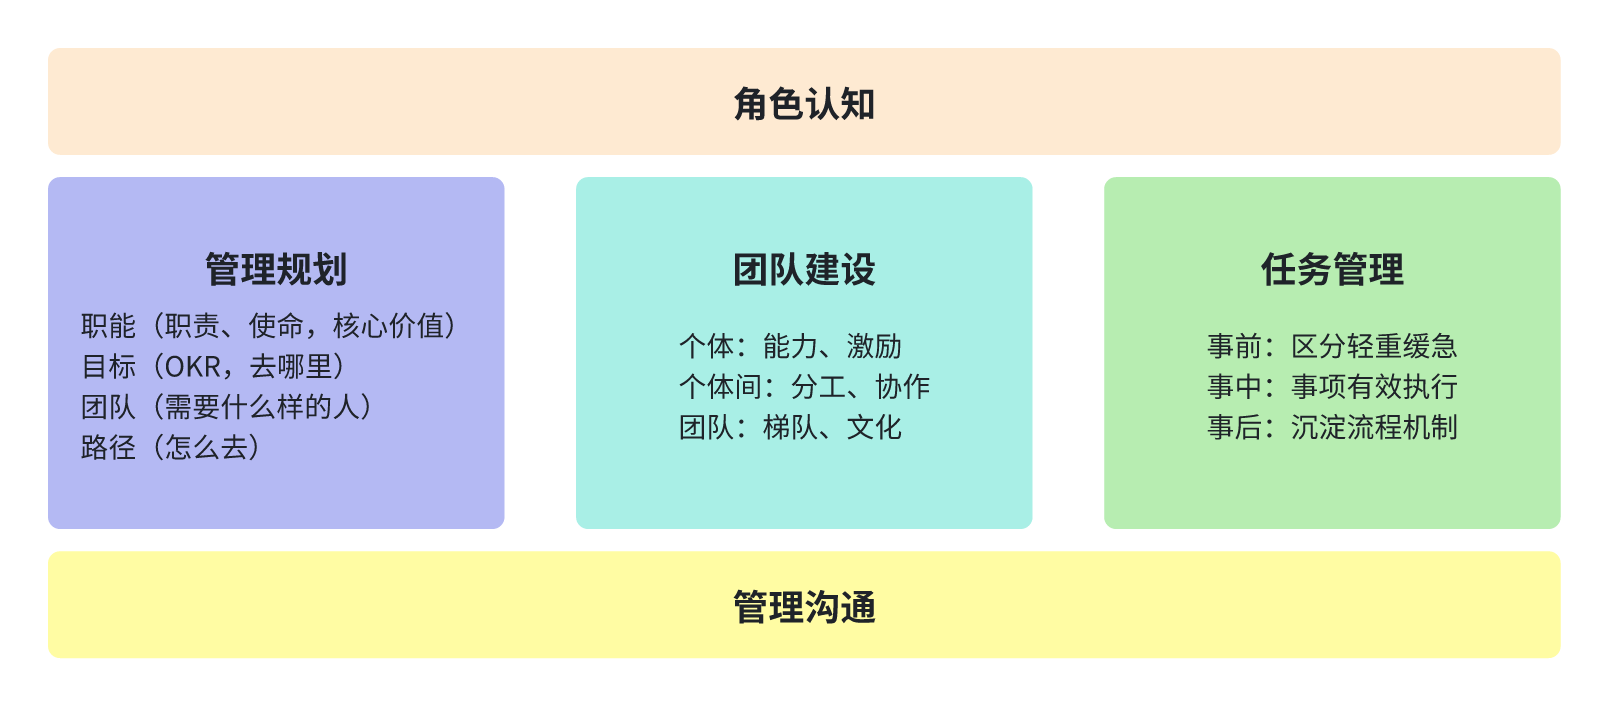 角色认知
管理规划
职能（职责、使命，核心价值）
目标（OKR，去哪里）
团队（需要什么样的人）
路径（怎么去）
团队建设
个体：能力、激励
个体间：分工、协作
团队：梯队、文化
任务管理
事前：区分轻重缓急
事中：事项有效执行
事后：沉淀流程机制
管理沟通